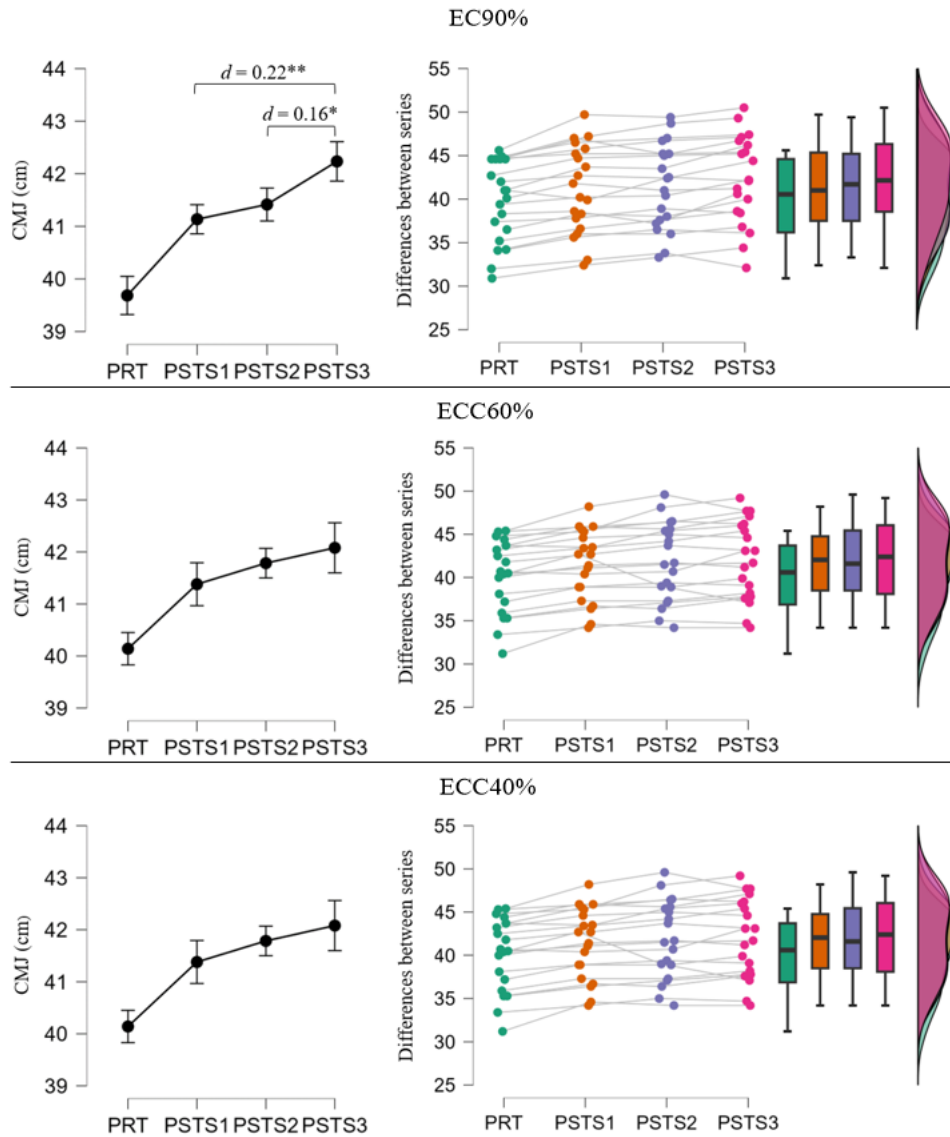 EC90%
44
43
42
41
40
39
CMJ (cm)
d = 0.22**
d = 0.16*
PRT PSTS1 PSTS2 PSTS3
55
50
45
40
35
30
25
Differences between series
PRT PSTS1 PSTS2 PSTS3
ECC60%
44
43
42
41
40
39
CMJ (cm)
PRT PSTS1 PSTS2 PSTS3
55
50
45
40
35
30
25
Differences between series
PRT PSTS1 PSTS2 PSTS3
ECC40%
44
43
42
41
40
39
CMJ (cm)
PRT PSTS1 PSTS2 PSTS3
55
50
45
40
35
30
25
Differences between series
PRT PSTS1 PSTS2 PSTS3